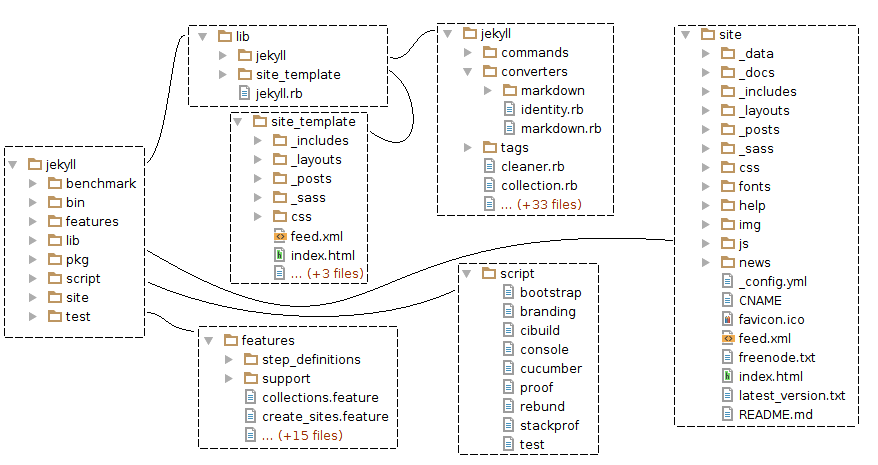 jekyll
benchmark
bin
features
lib
pkg
script
site
test
lib
jekyll
site_template
jekyll.rb
site_template
_includes
_layouts
_posts
_sass
css
feed.xml
index.html
... (+3 files)
features
step_definitions
support
collections.feature
create_sites.feature
... (+15 files)
jekyll
commands
converters
markdown
identity.rb
markdown.rb
tags
cleaner.rb
collection.rb
... (+33 files)
script
bootstrap
branding
cibuild
console
cucumber
proof
rebund
stackprof
test
site
_data
_docs
_includes
_layouts
_posts
_sass
css
fonts
help
img
js
news
_config.yml
CNAME
favicon.ico
feed.xml
freenode.txt
index.html
latest_version.txt
README.md